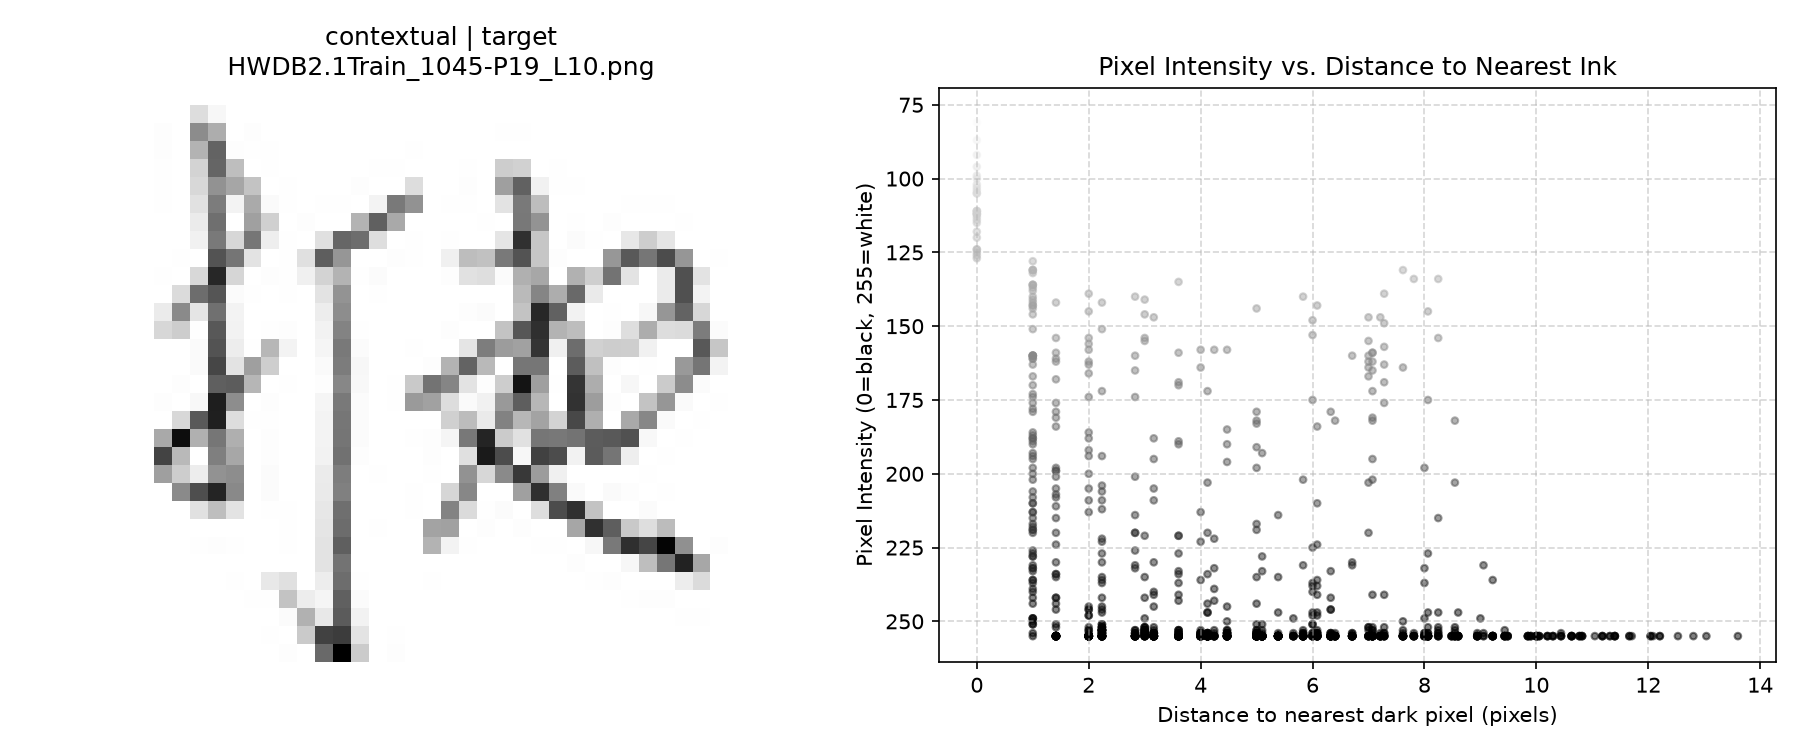 contextual | target
HWDB2.1Train_1045-P19_L10.png
Pixel Intensity vs. Distance to Nearest Ink
Pixel Intensity (0=black, 255=white)
75
100
125
150
175
200
225
250
0 2 4 6 8 10 12 14
Distance to nearest dark pixel (pixels)